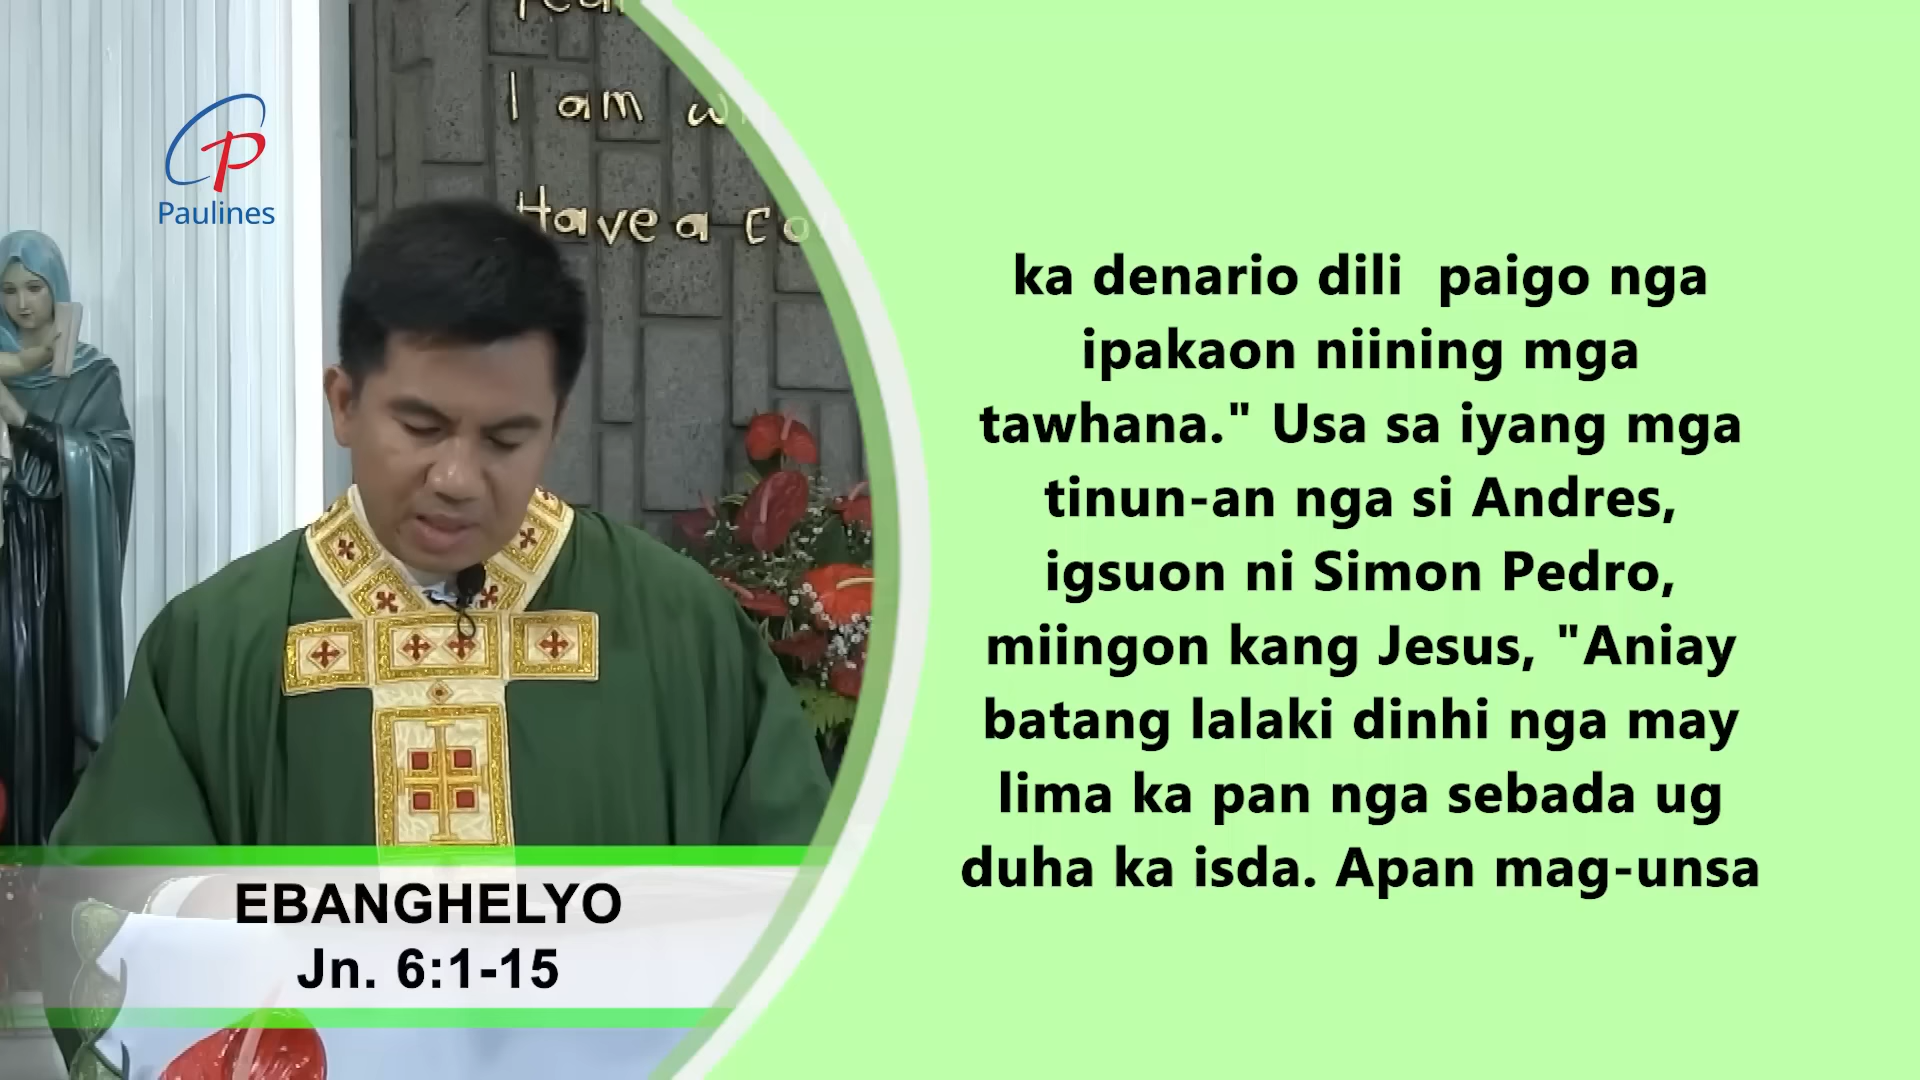 I am
Have a
Paulines
ka denario dili  paigo nga
ipakaon niining mga
tawhana." Usa sa iyang mga
tinun-an nga si Andres,
igsuon ni Simon Pedro,
miingon kang Jesus, "Aniay
batang lalaki dinhi nga may
lima ka pan nga sebada ug
duha ka isda. Apan mag-unsa
EBANGHELYO
Jn. 6:1-15